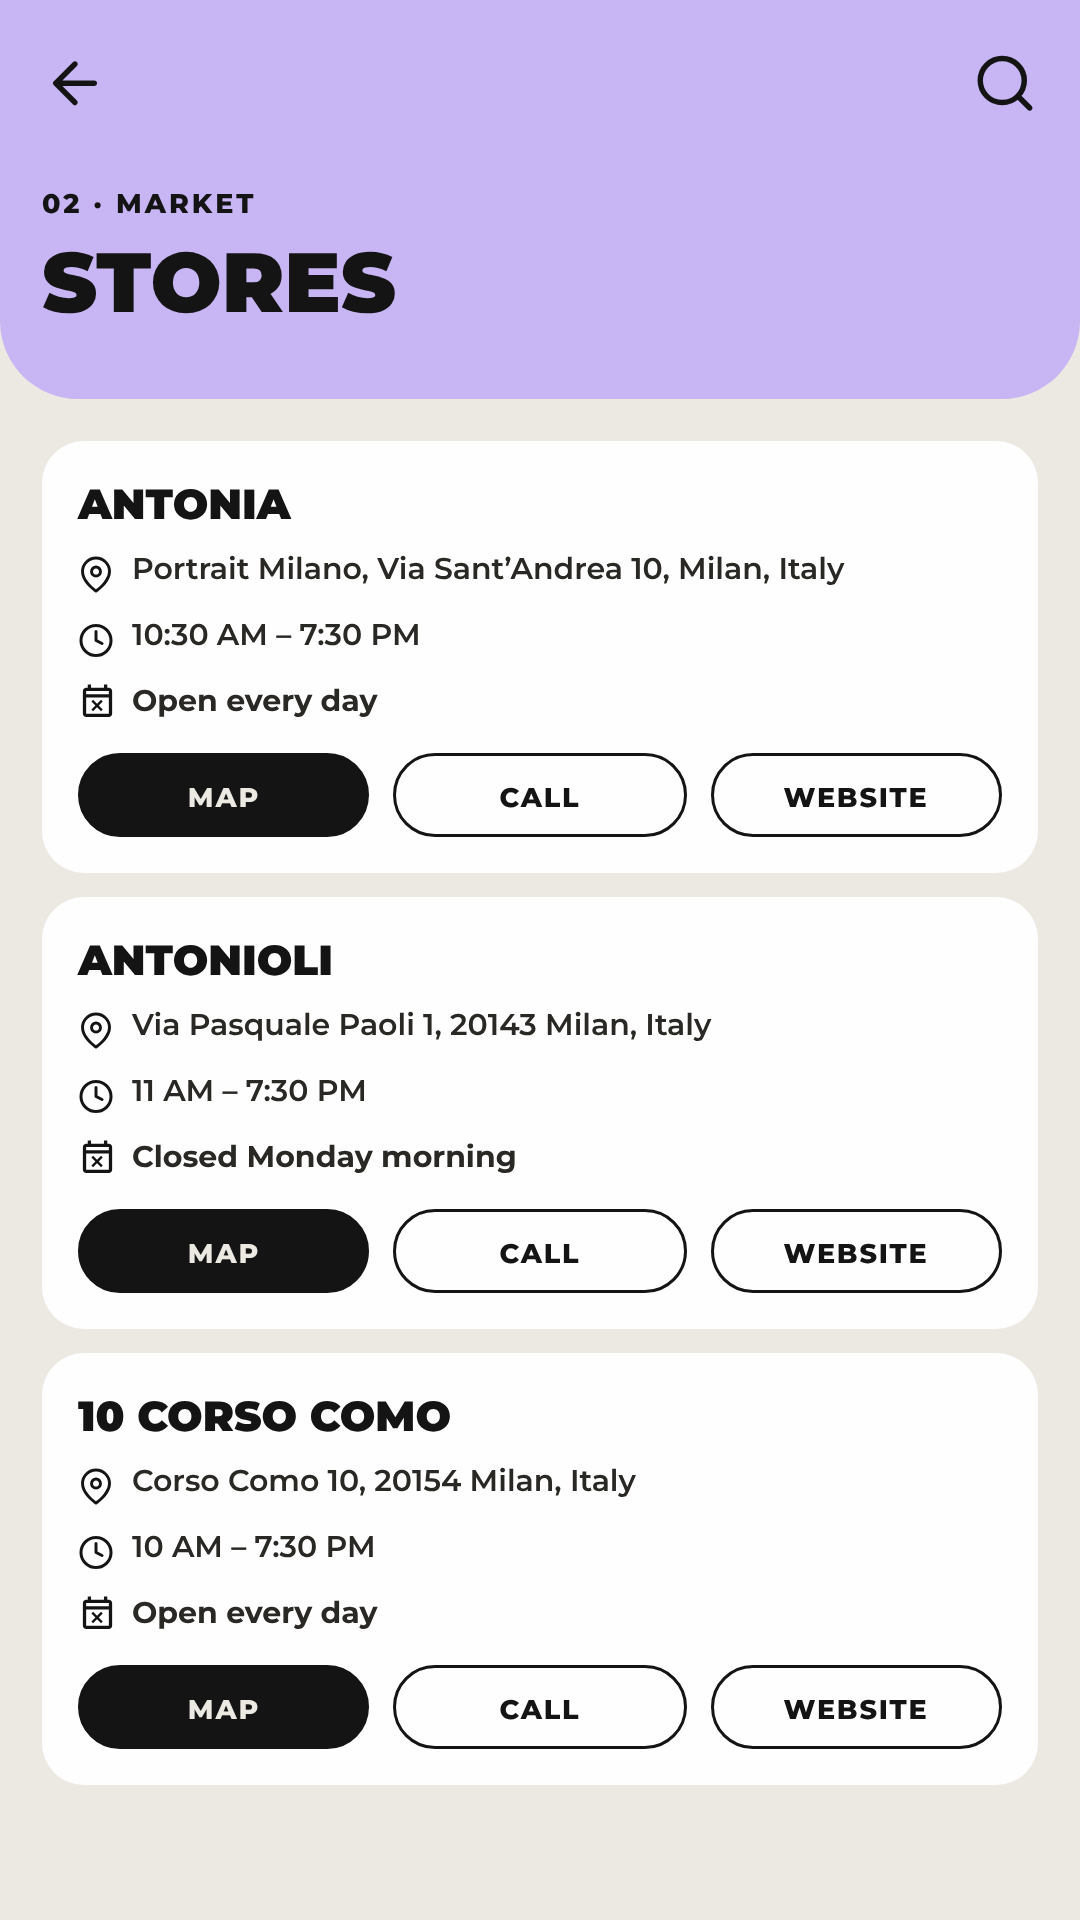 02 · MARKET
STORES
ANTONIA
Portrait Milano, Via Sant’Andrea 10, Milan, Italy
10:30 AM – 7:30 PM
Open every day
MAP CALL WEBSITE
ANTONIOLI
Via Pasquale Paoli 1, 20143 Milan, Italy
11 AM – 7:30 PM
Closed Monday morning
MAP CALL WEBSITE
10 CORSO COMO
Corso Como 10, 20154 Milan, Italy
10 AM – 7:30 PM
Open every day
MAP CALL WEBSITE